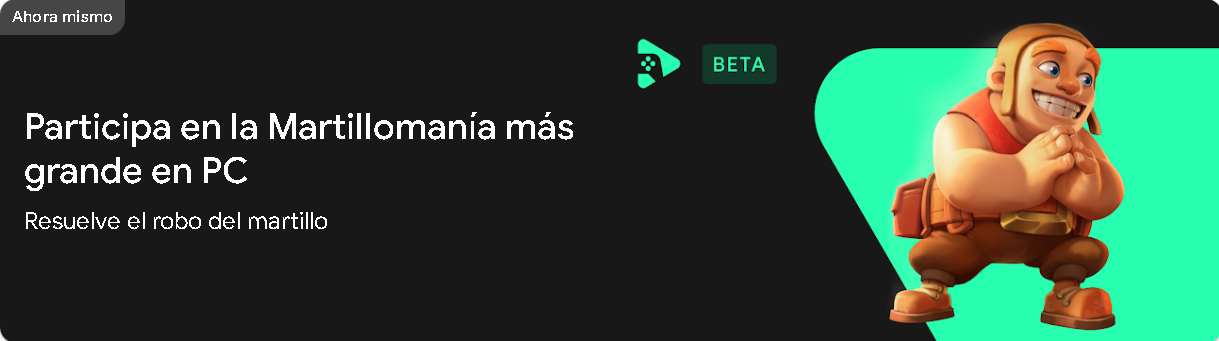 Ahora mismo
BETA
Participa en la Martillomanía más
grande en PC
Resuelve el robo del martillo